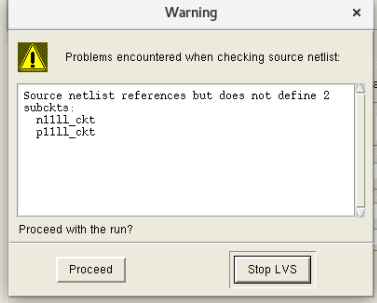 Warning
×
Problems encountered when checking source netlist:
Source netlist references but does not define 2
subckts:
n11ll_ckt
p11ll_ckt
Proceed with the run?
Proceed
Stop LVS